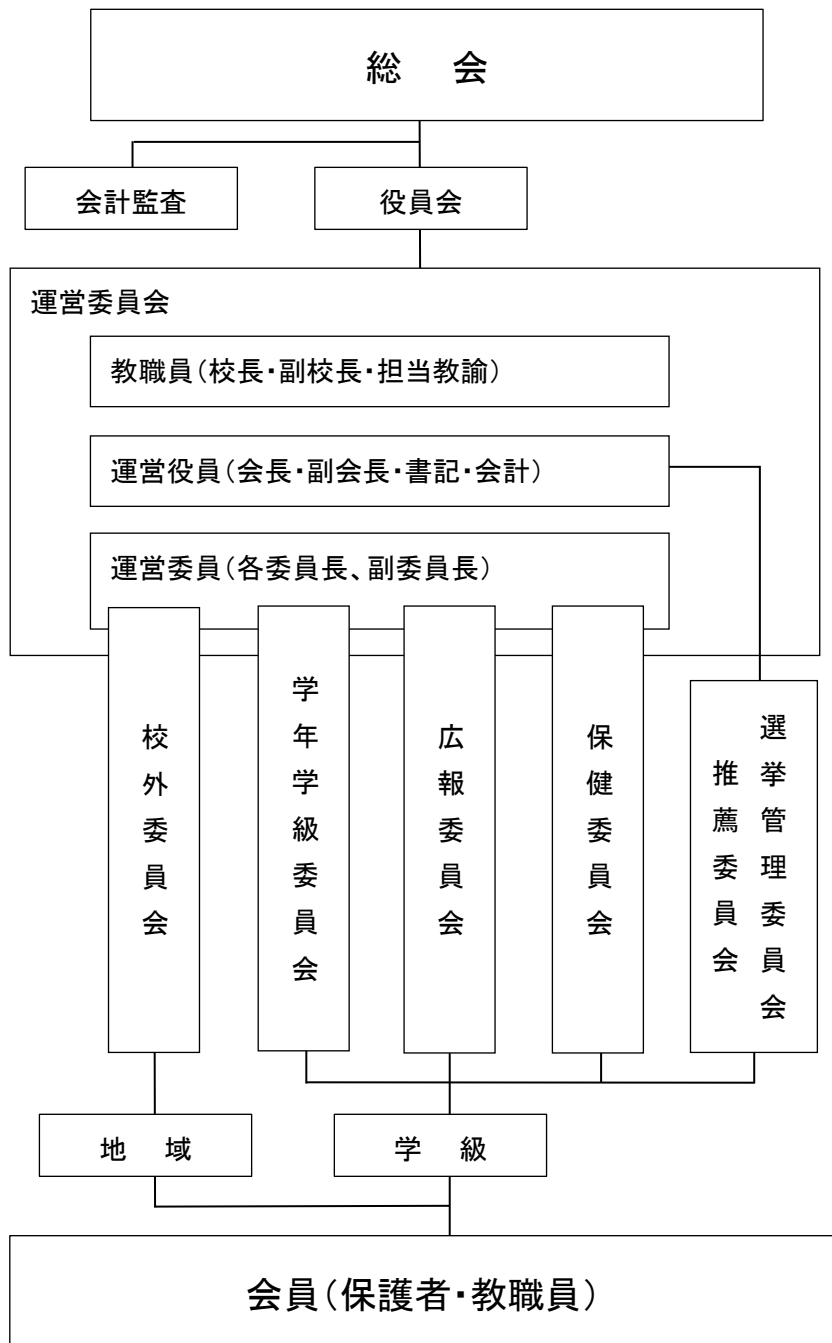 総　会
会計監査
役員会
運営委員会
教職員(校長・副校長・担当教諭)
運営役員(会長・副会長・書記・会計)
運営委員(各委員長、副委員長)
校外委員会
学年学級委員会
広報委員会
保健委員会
選挙管理委員会
推薦委員会
地　域
学　級
会員(保護者・教職員)